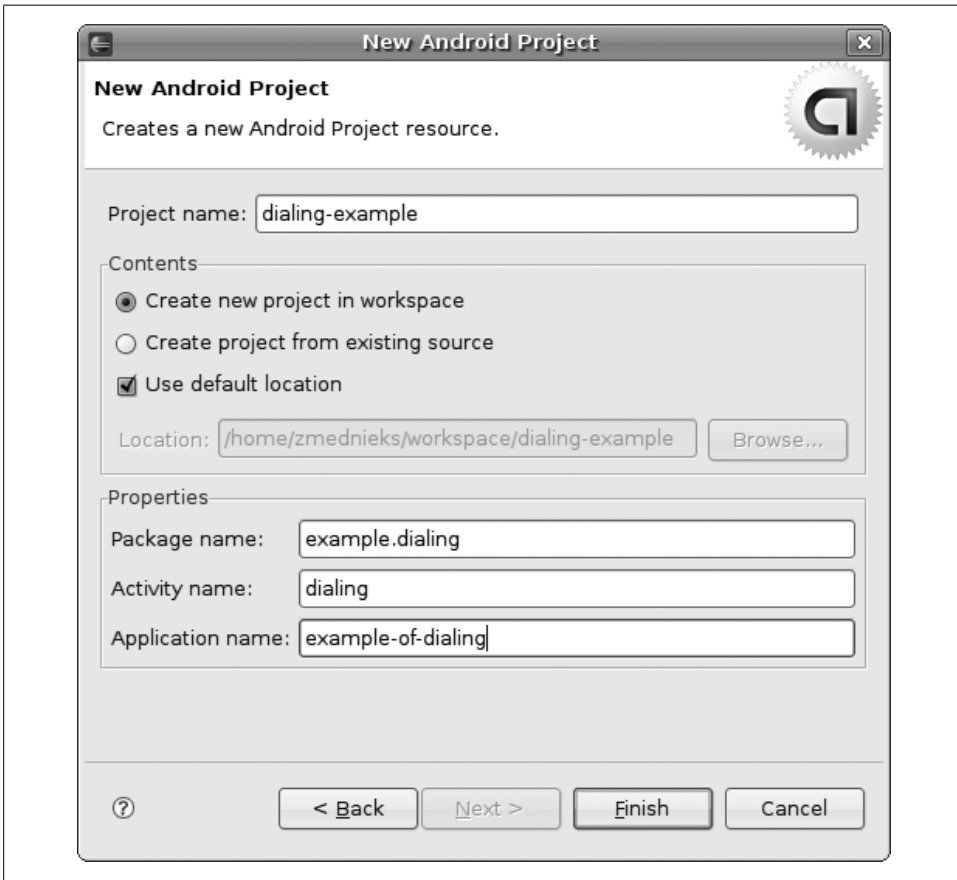 New Android Project
New Android Project
Creates a new Android Project resource.
Project name: dialing-example
Contents
Create new project in workspace
Create project from existing source
Use default location
Location: /home/zmednieks/workspace/dialing-example Browse...
Properties
Package name: example.dialing
Activity name: dialing
Application name: example-of-dialing
? < Back Next > Finish Cancel